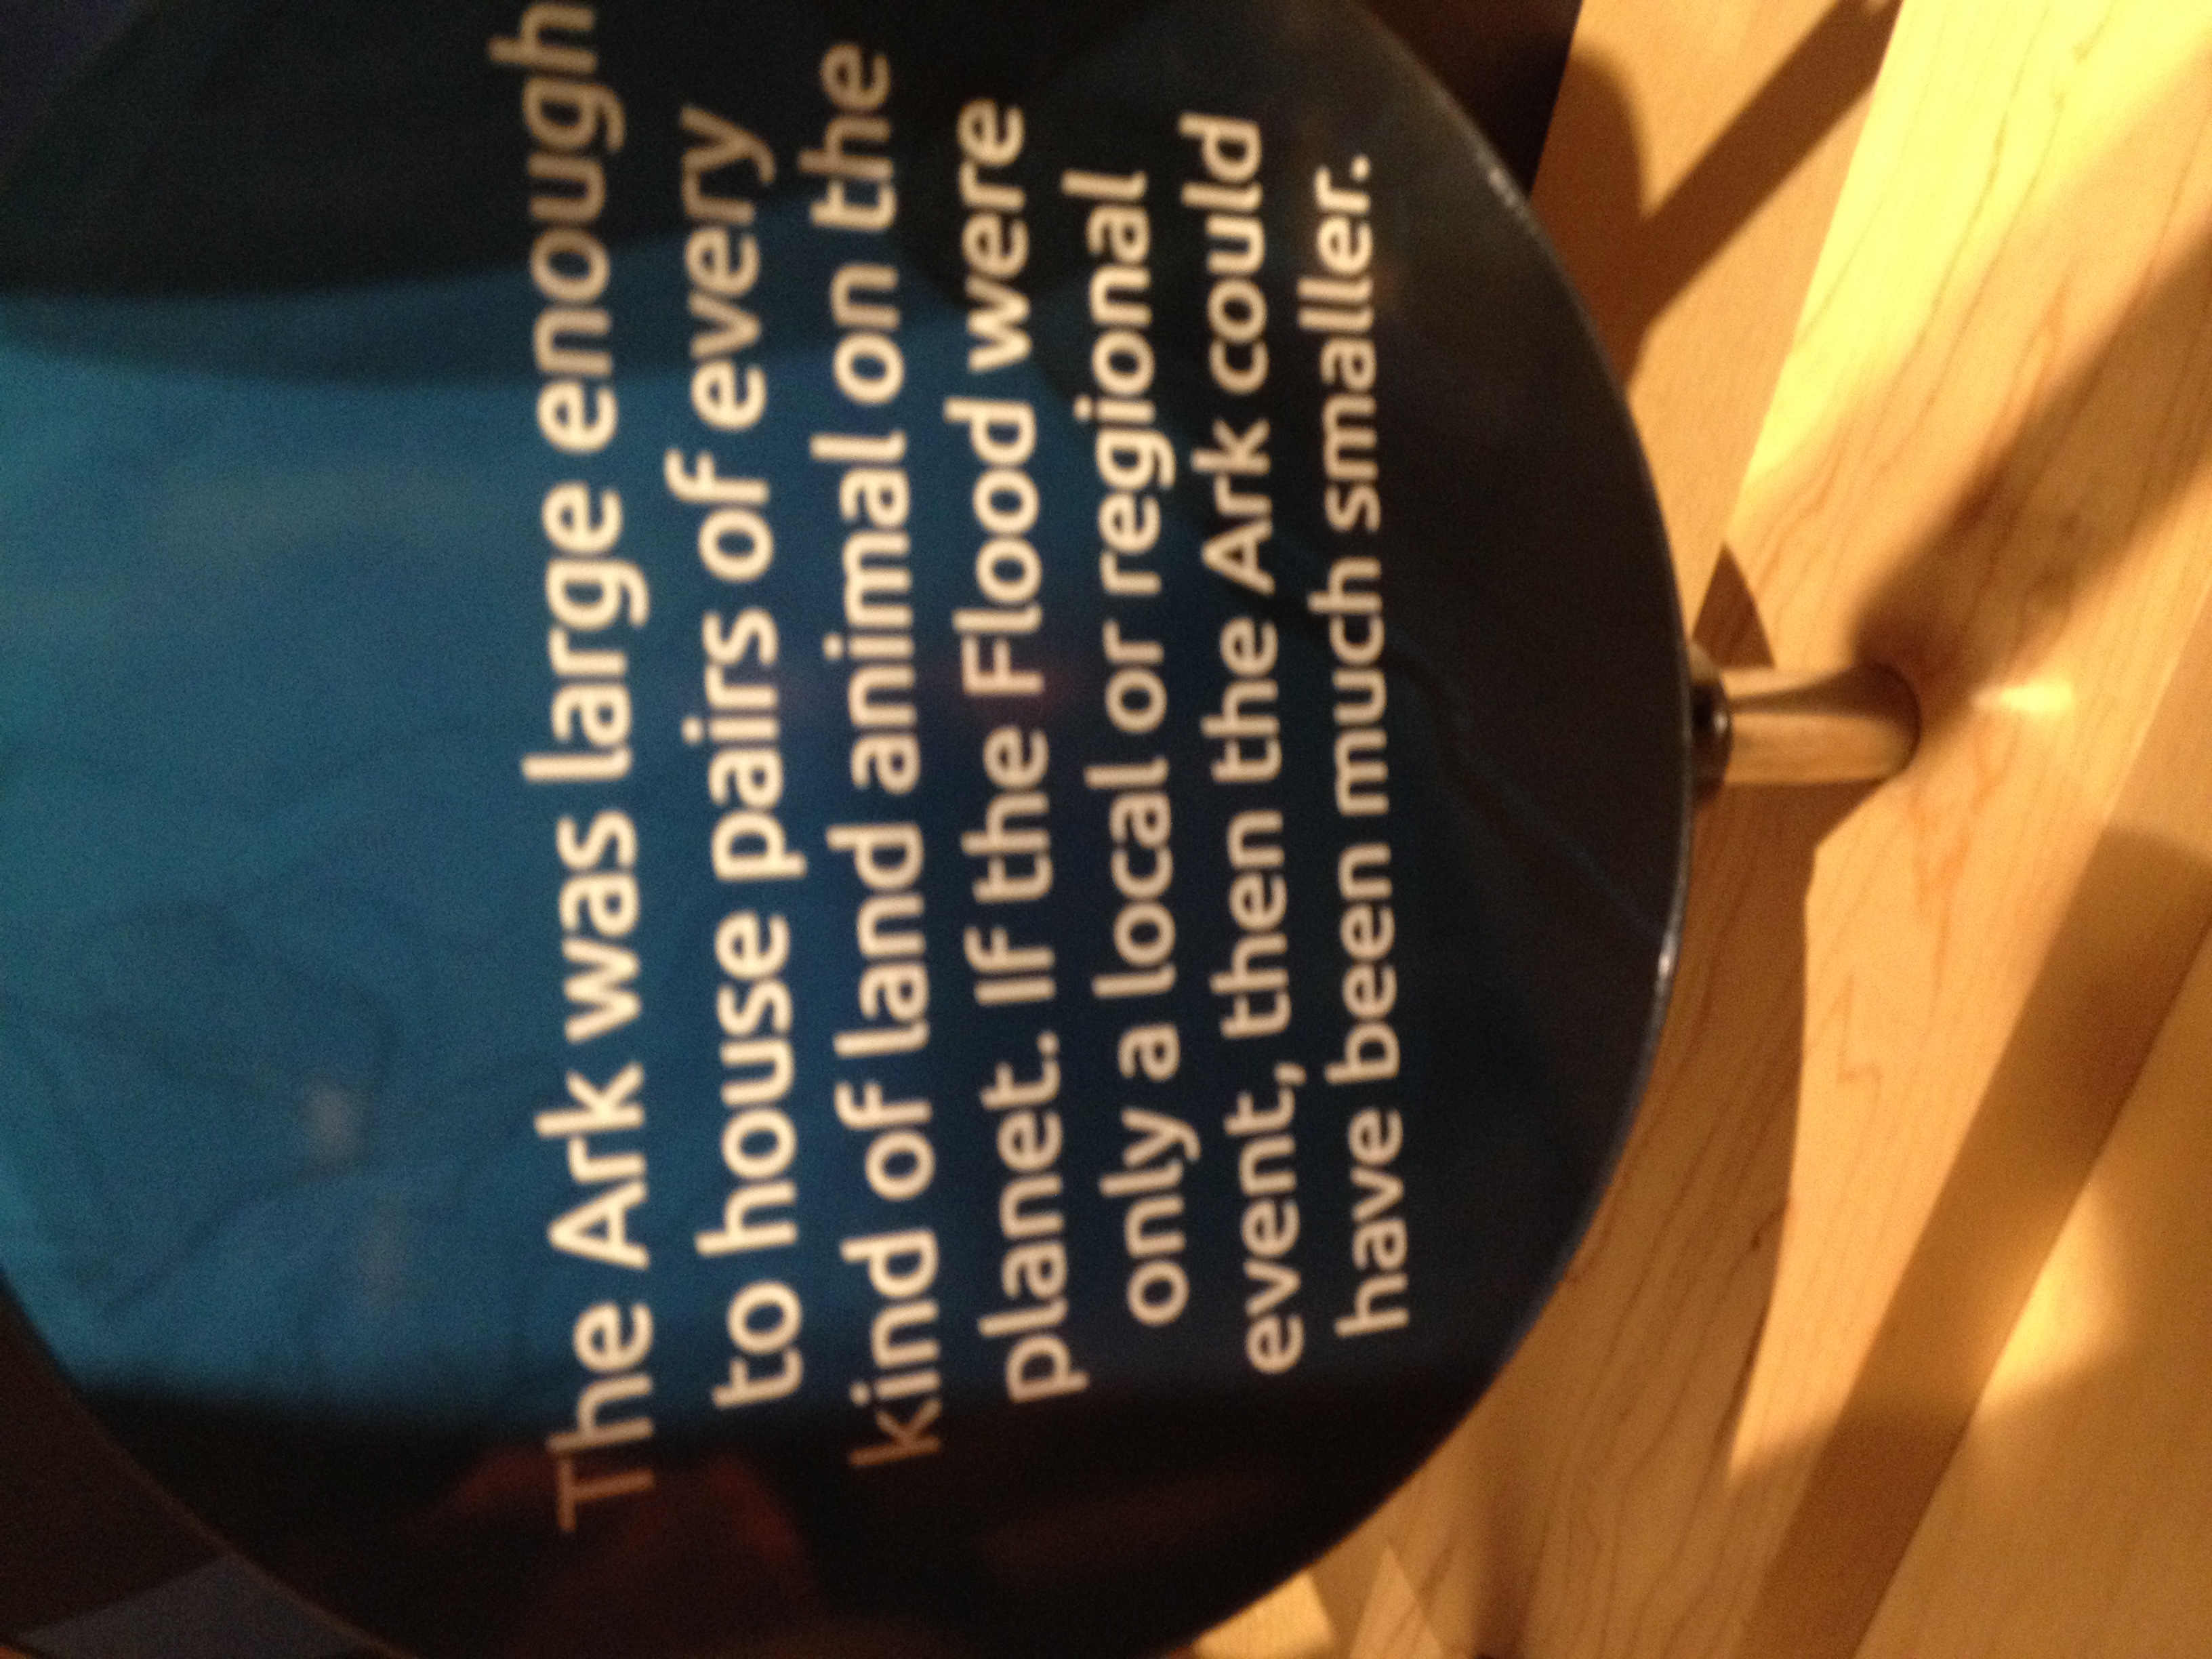 The Ark was large enough
to house pairs of every
kind of land animal on the
planet. If the Flood were
only a local or regional
event, then the Ark could
have been much smaller.